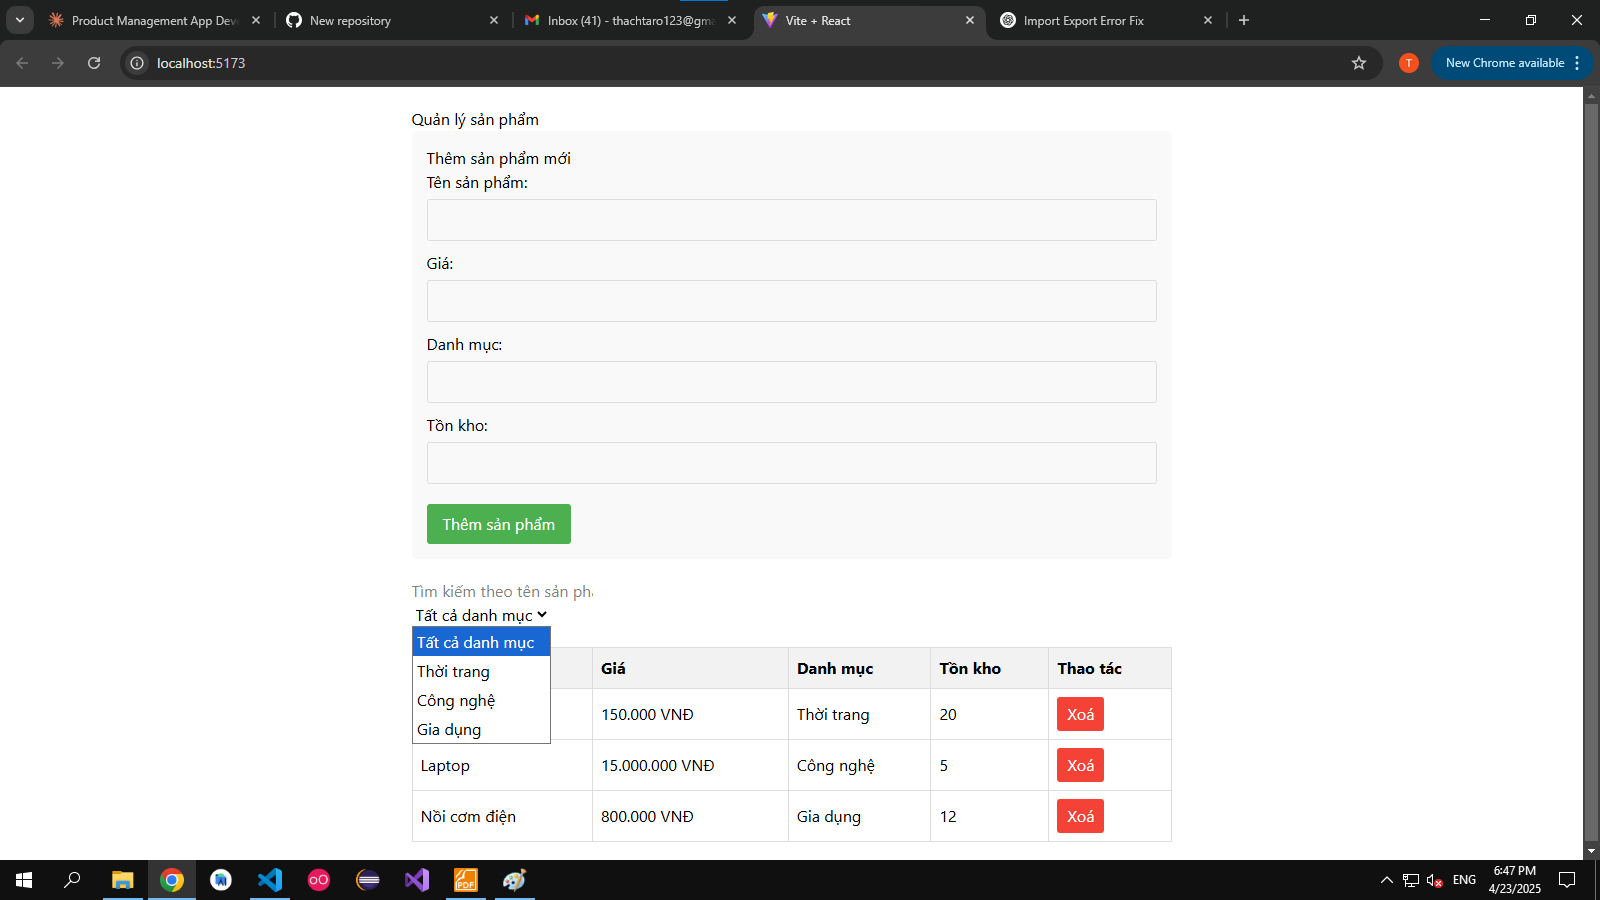 Product Management App Dev
New repository
Inbox (41) - thachtaro123@gma
Vite + React
Import Export Error Fix
localhost:5173
T
New Chrome available
Quản lý sản phẩm
Thêm sản phẩm mới
Tên sản phẩm:
Giá:
Danh mục:
Tồn kho:
Thêm sản phẩm
Tìm kiếm theo tên sản ph
Tất cả danh mục
Tất cả danh mục
Thời trang
Công nghệ
Gia dụng
Giá Danh mục Tồn kho Thao tác
150.000 VNĐ Thời trang 20 Xoá
Laptop 15.000.000 VNĐ Công nghệ 5 Xoá
Nồi cơm điện 800.000 VNĐ Gia dụng 12 Xoá
PDF
ENG
6:47 PM
4/23/2025